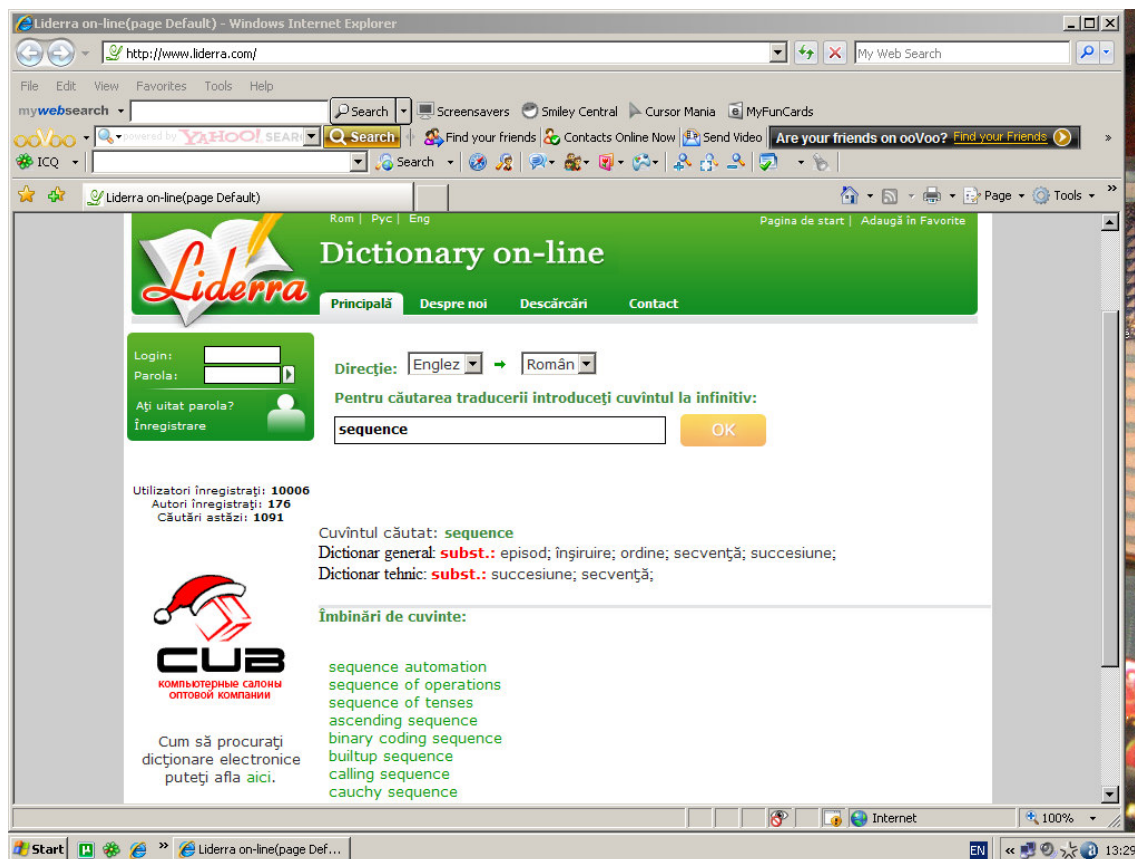 Liderra on-line(page Default) - Windows Internet Explorer
http://www.liderra.com/
My Web Search
File Edit View Favorites Tools Help
mywebsearch Search Screensavers Smiley Central Cursor Mania MyFunCards
ooVoo powered by YAHOO! SEAR Search Find your friends Contacts Online Now Send Video Are your friends on ooVoo? Find your Friends »
ICQ Search
Liderra on-line(page Default) Page Tools »
Rom | Рус | Eng Pagina de start | Adaugă în Favorite
Liderra
Dictionary on-line
Principală Despre noi Descărcări Contact
Login:
Parola:
Aţi uitat parola?
Înregistrare
Direcţie: Englez Român
Pentru căutarea traducerii introduceţi cuvîntul la infinitiv:
sequence OK
Utilizatori înregistraţi: 10006
Autori înregistraţi: 176
Căutări astăzi: 1091
Cuvîntul căutat: sequence
Dictionar general: subst.: episod; înşiruire; ordine; secvenţă; succesiune;
Dictionar tehnic: subst.: succesiune; secvenţă;
CUB
компьютерные салоны
оптовой компании
Cum să procuraţi
dicţionare electronice
puteţi afla aici.
Îmbinări de cuvinte:
sequence automation
sequence of operations
sequence of tenses
ascending sequence
binary coding sequence
builtup sequence
calling sequence
cauchy sequence
Internet 100%
Start » Liderra on-line(page Def... EN « 13:29